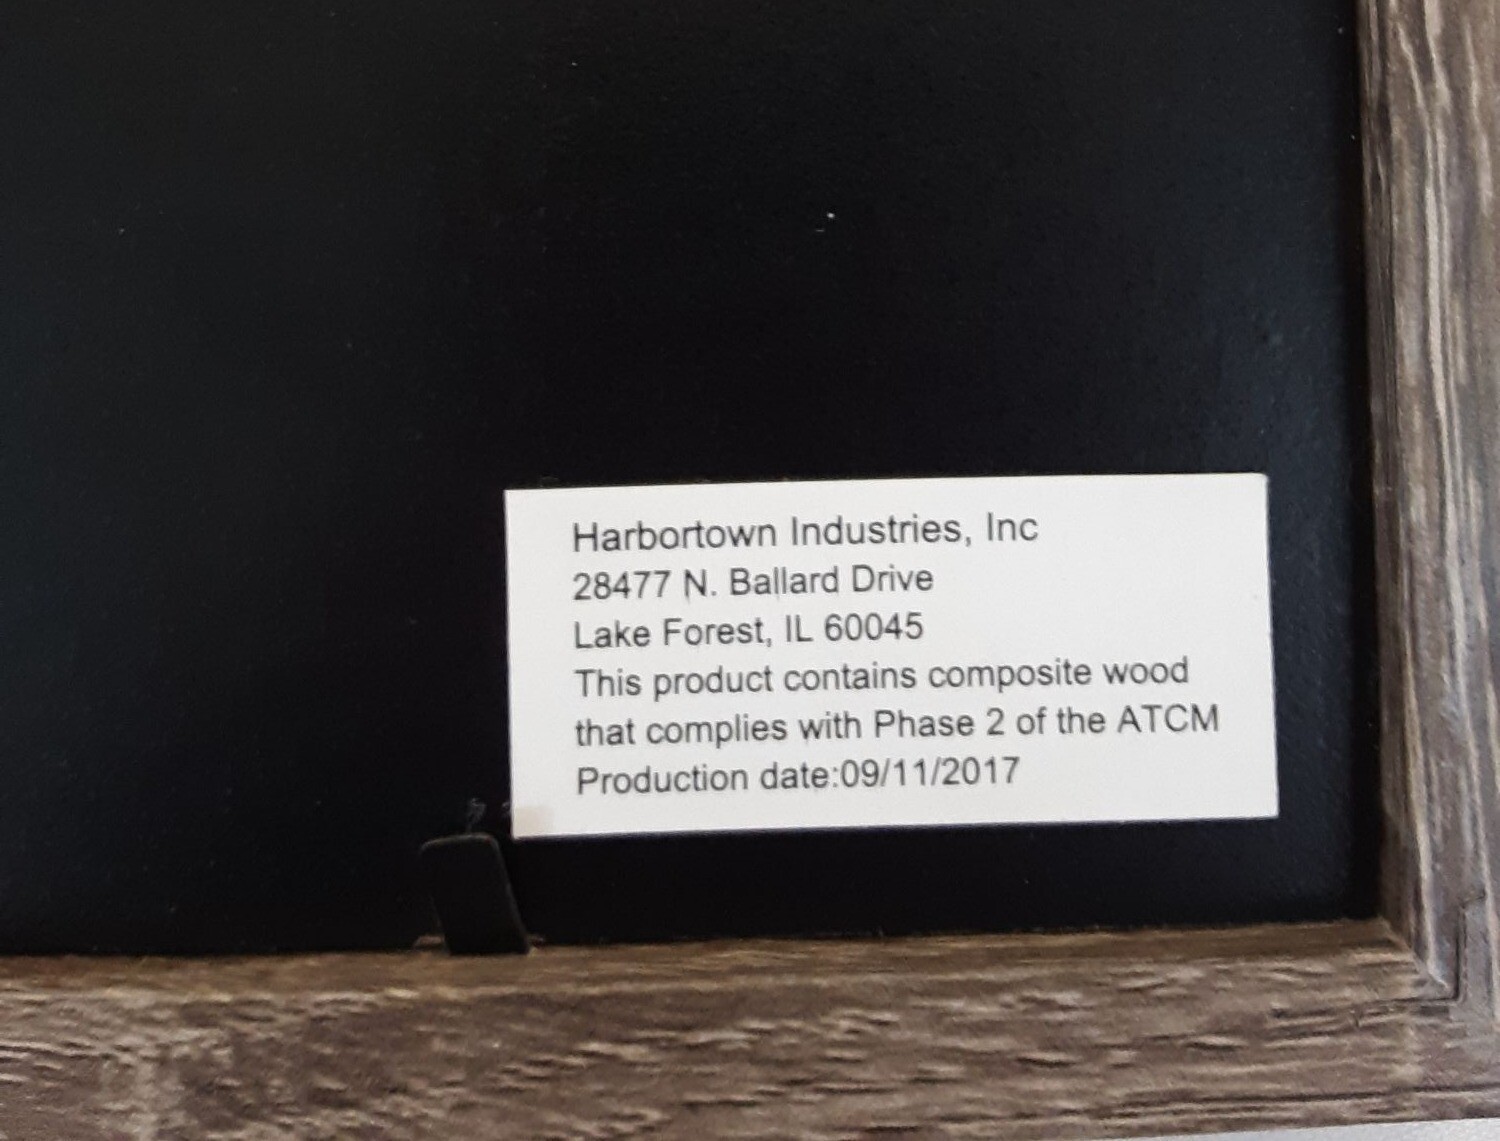 Harbortown Industries, Inc
28477 N. Ballard Drive
Lake Forest, IL 60045
This product contains composite wood
that complies with Phase 2 of the ATCM
Production date:09/11/2017